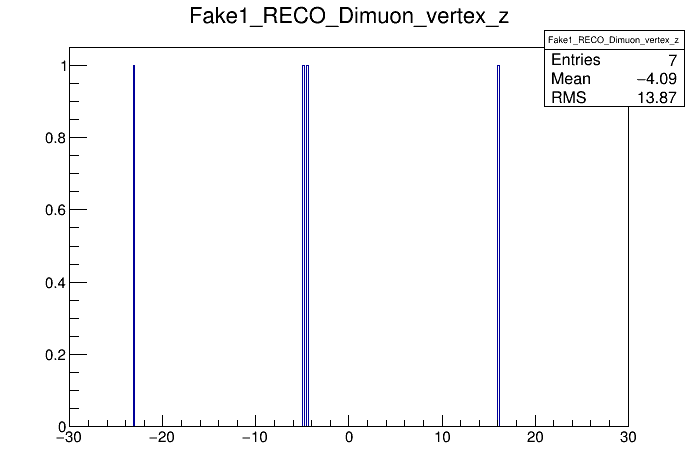 Fake1_RECO_Dimuon_vertex_z
Fake1_RECO_Dimuon_vertex_z
Entries 7
Mean −4.09
RMS 13.87
1
0.8
0.6
0.4
0.2
0
−30 −20 −10 0 10 20 30